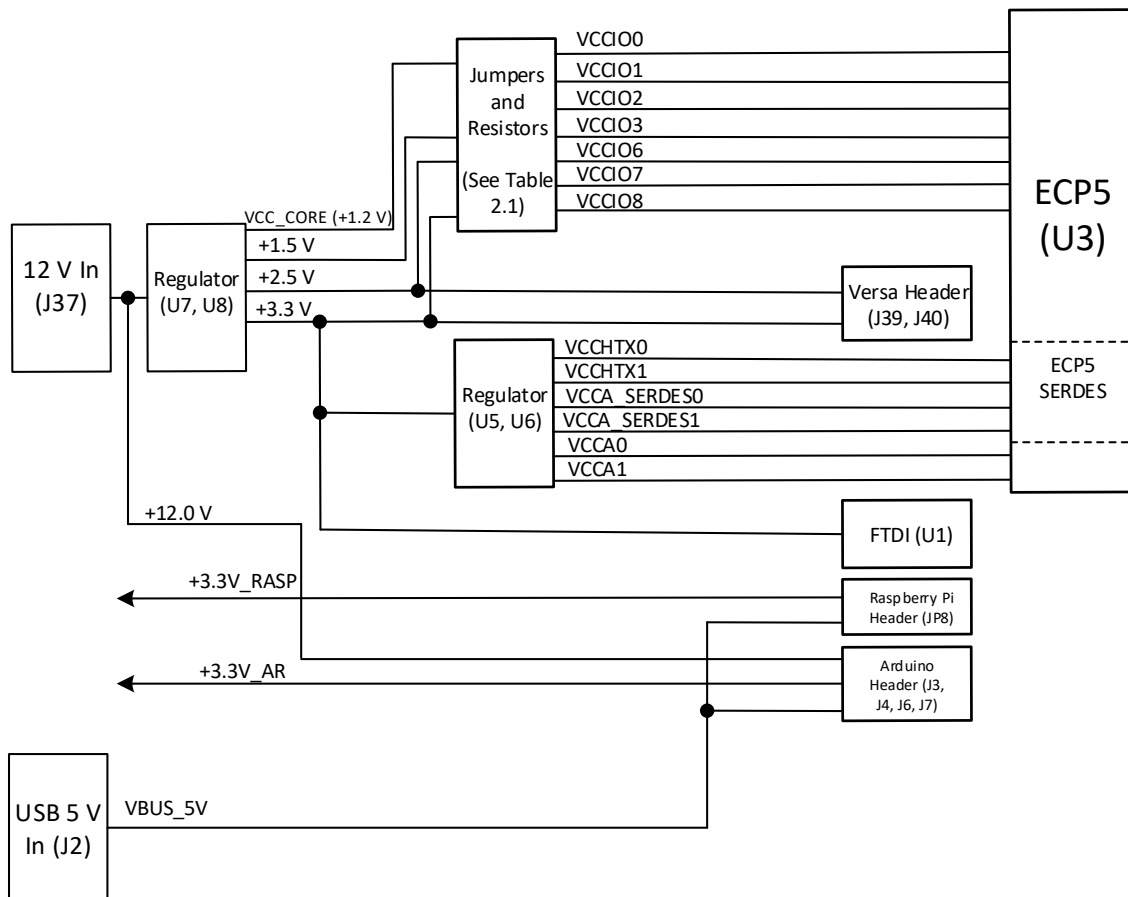 VCCIO0
VCCIO1
VCCIO2
VCCIO3
VCCIO6
VCCIO7
VCCIO8
Jumpers
and
Resistors
(See Table
2.1)
ECP5
(U3)
VCC_CORE (+1.2 V)
+1.5 V
+2.5 V
+3.3 V
12 V In
(J37)
Regulator
(U7, U8)
Versa Header
(J39, J40)
VCCHTX0
VCCHTX1
VCCA_SERDES0
VCCA_SERDES1
VCCA0
VCCA1
Regulator
(U5, U6)
ECP5
SERDES
+12.0 V
FTDI (U1)
+3.3V_RASP
Raspberry Pi
Header (JP8)
+3.3V_AR
Arduino
Header (J3,
J4, J6, J7)
USB 5 V
In (J2)
VBUS_5V